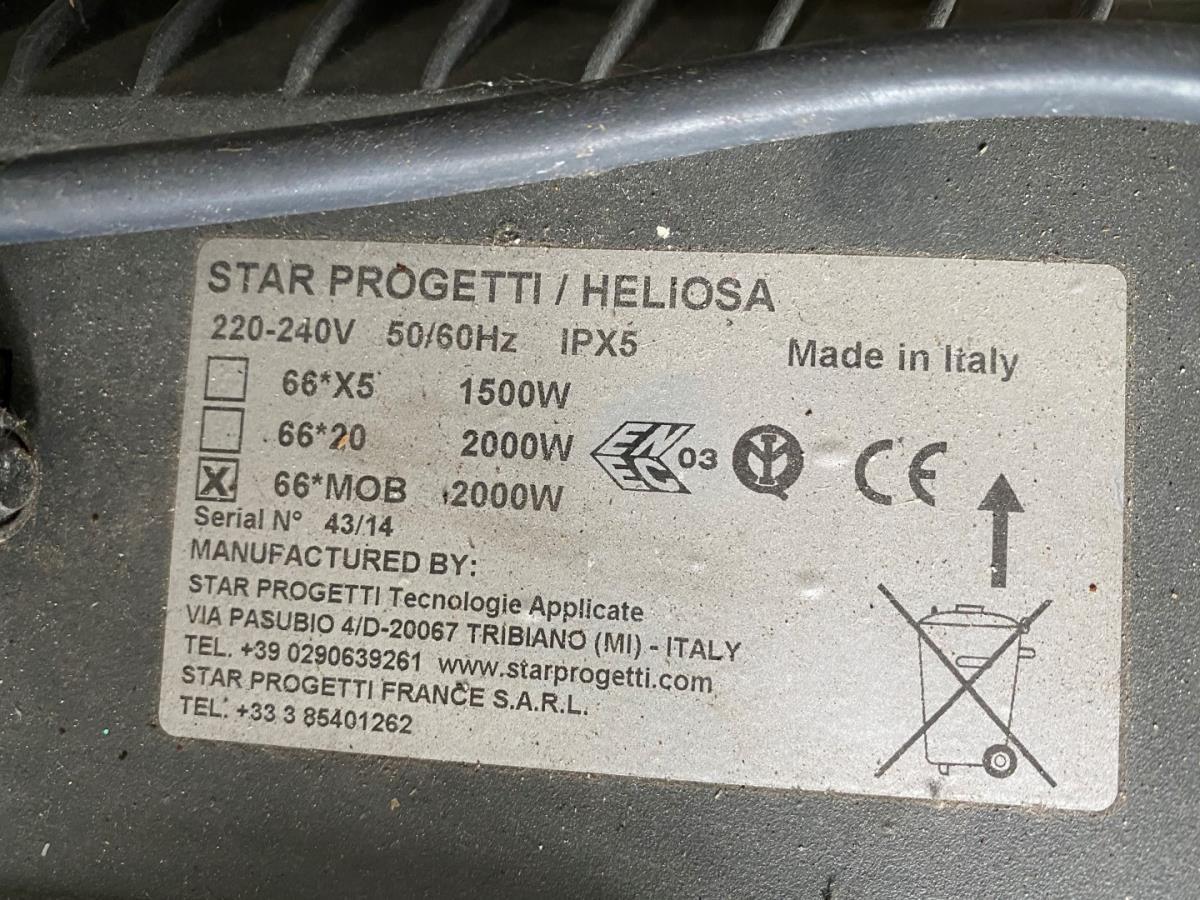 STAR PROGETTI / HELIOSA
220-240V 50/60Hz IPX5
Made in Italy
66*X5 1500W
66*20 2000W
X 66*MOB 2000W
ENEC 03
CE
Serial N° 43/14
MANUFACTURED BY:
STAR PROGETTI Tecnologie Applicate
VIA PASUBIO 4/D-20067 TRIBIANO (MI) - ITALY
TEL. +39 0290639261 www.starprogetti.com
STAR PROGETTI FRANCE S.A.R.L.
TEL. +33 3 85401262